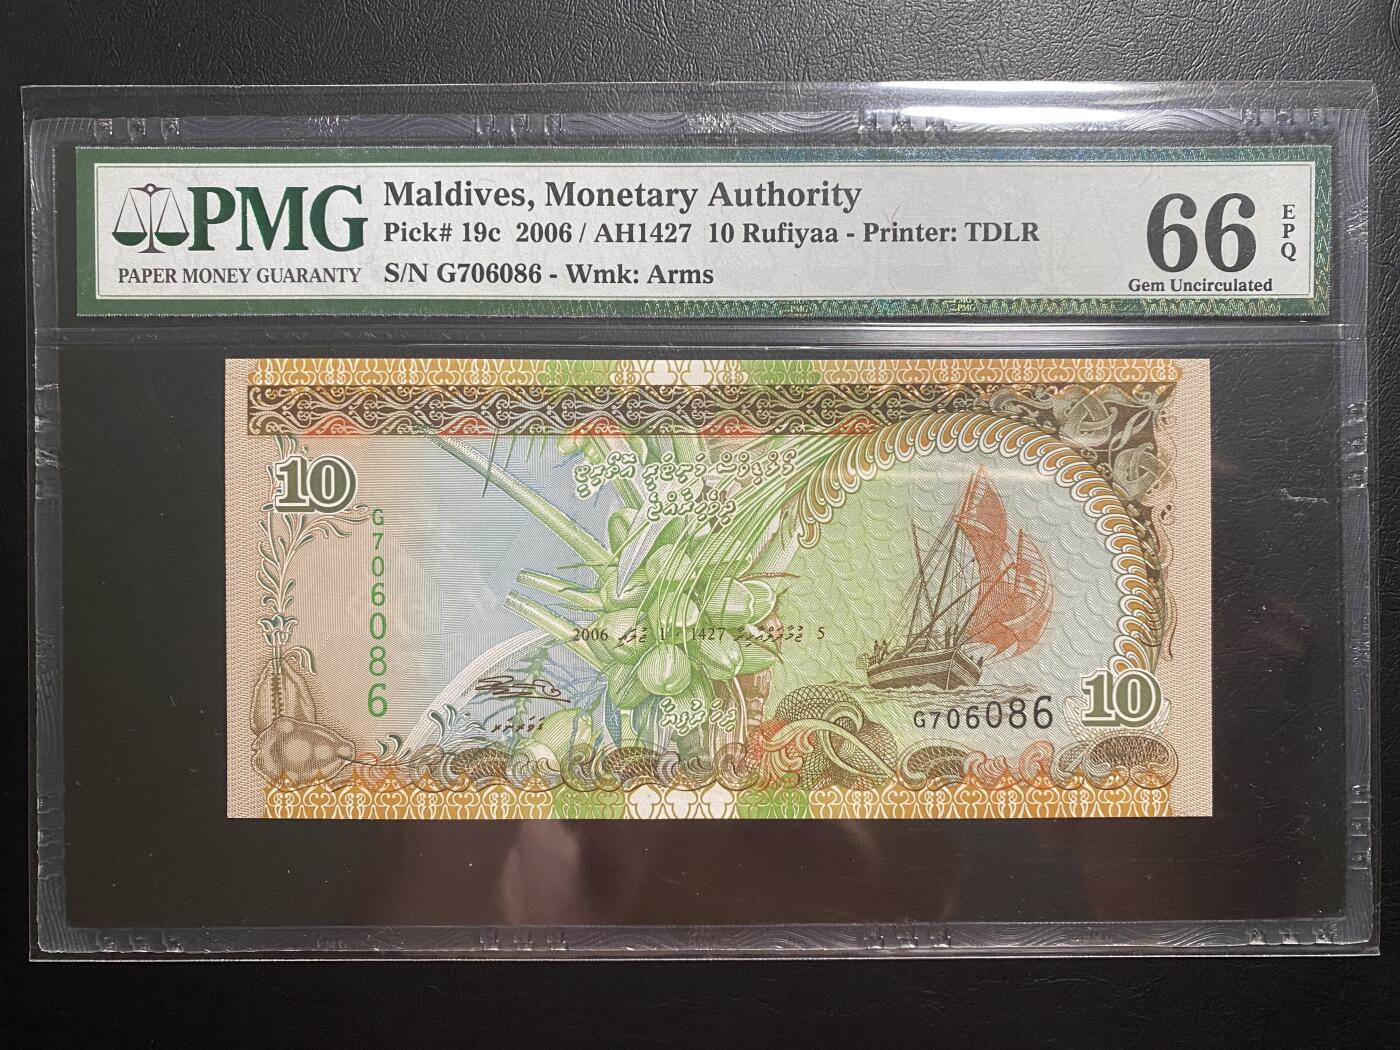 PMG
PAPER MONEY GUARANTY
Maldives, Monetary Authority
Pick# 19c 2006 / AH1427 10 Rufiyaa - Printer: TDLR
S/N G706086 - Wmk: Arms
66
EPQ
Gem Uncirculated
10
G706086
ދިވެހިރާއްޖެ
2006
1427
5
ދިހަރުފިޔާ
G706086
10